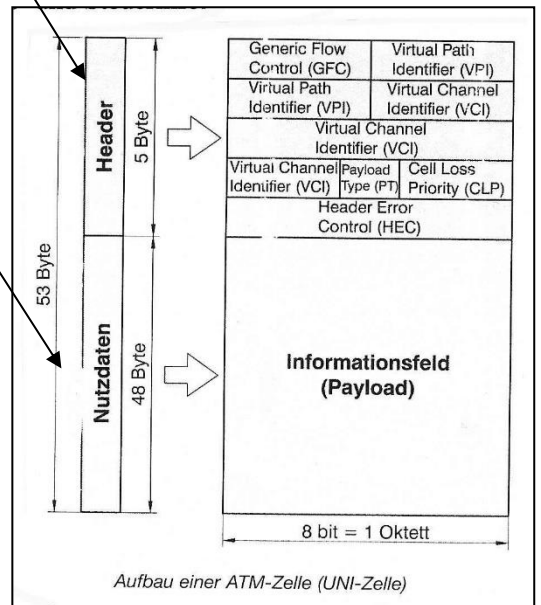 Generic Flow
Control (GFC)
Virtual Path
Identifier (VPI)
Virtual Path
Identifier (VPI)
Virtual Channel
Identifier (VCI)
Virtual Channel
Identifier (VCI)
Virtual Channel
Identifier (VCI)
Payload
Type (PT)
Cell Loss
Priority (CLP)
Header Error
Control (HEC)
Header
5 Byte
53 Byte
Nutzdaten
48 Byte
Informationsfeld
(Payload)
8 bit = 1 Oktett
Aufbau einer ATM-Zelle (UNI-Zelle)